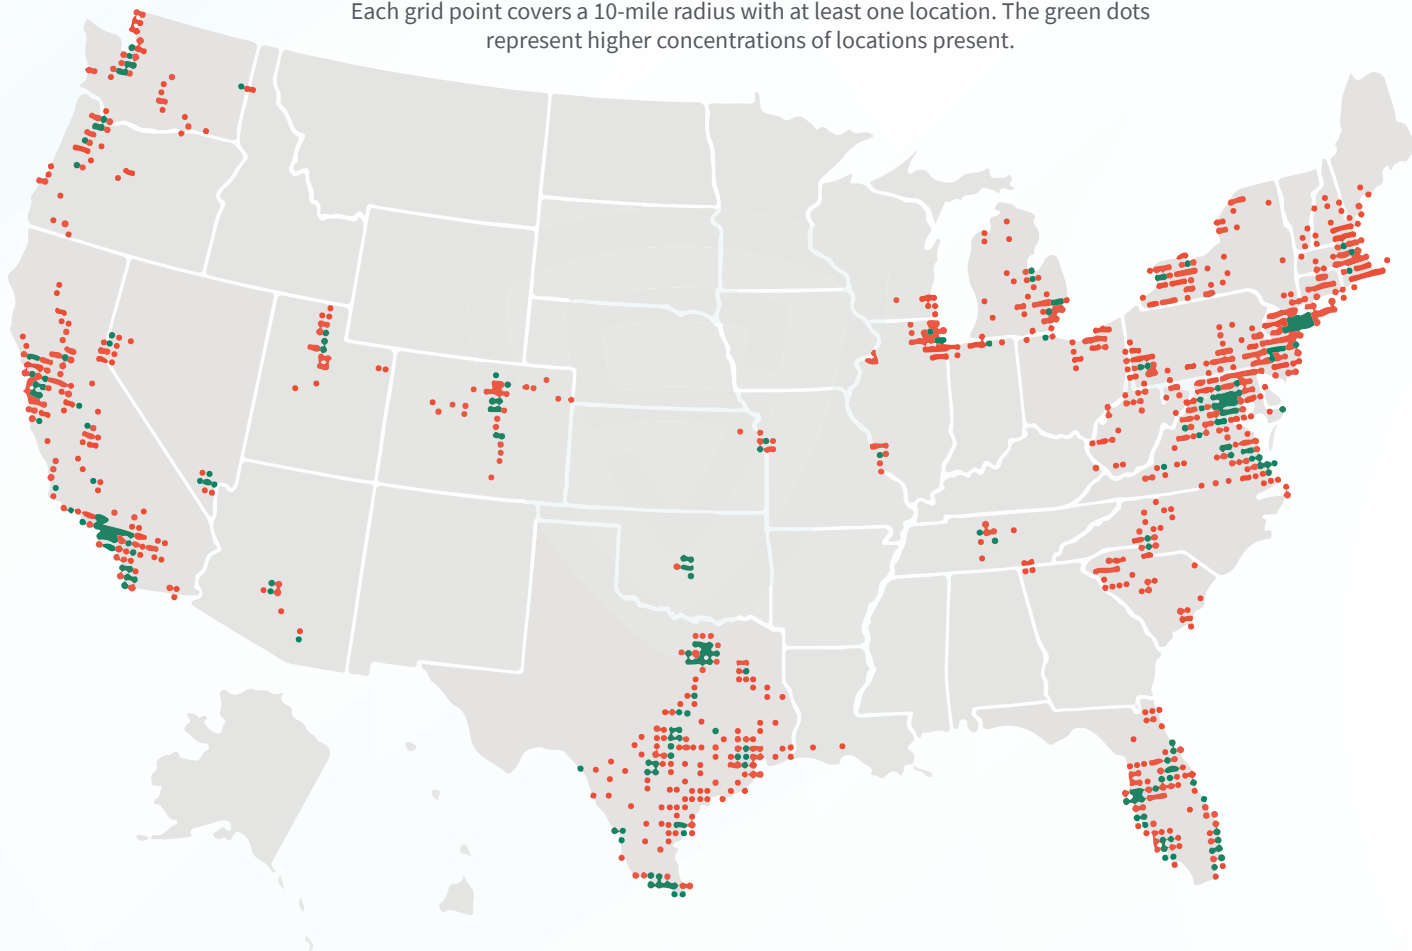 Each grid point covers a 10-mile radius with at least one location. The green dots
represent higher concentrations of locations present.